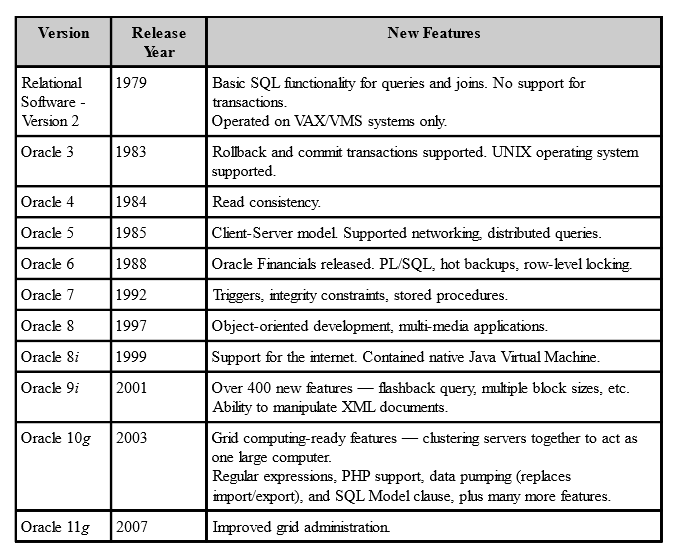 Version Release Year New Features
Relational Software - Version 2 1979 Basic SQL functionality for queries and joins. No support for
transactions.
Operated on VAX/VMS systems only.
Oracle 3 1983 Rollback and commit transactions supported. UNIX operating system
supported.
Oracle 4 1984 Read consistency.
Oracle 5 1985 Client-Server model. Supported networking, distributed queries.
Oracle 6 1988 Oracle Financials released. PL/SQL, hot backups, row-level locking.
Oracle 7 1992 Triggers, integrity constraints, stored procedures.
Oracle 8 1997 Object-oriented development, multi-media applications.
Oracle 8i 1999 Support for the internet. Contained native Java Virtual Machine.
Oracle 9i 2001 Over 400 new features — flashback query, multiple block sizes, etc.
Ability to manipulate XML documents.
Oracle 10g 2003 Grid computing-ready features — clustering servers together to act as
one large computer.
Regular expressions, PHP support, data pumping (replaces
import/export), and SQL Model clause, plus many more features.
Oracle 11g 2007 Improved grid administration.